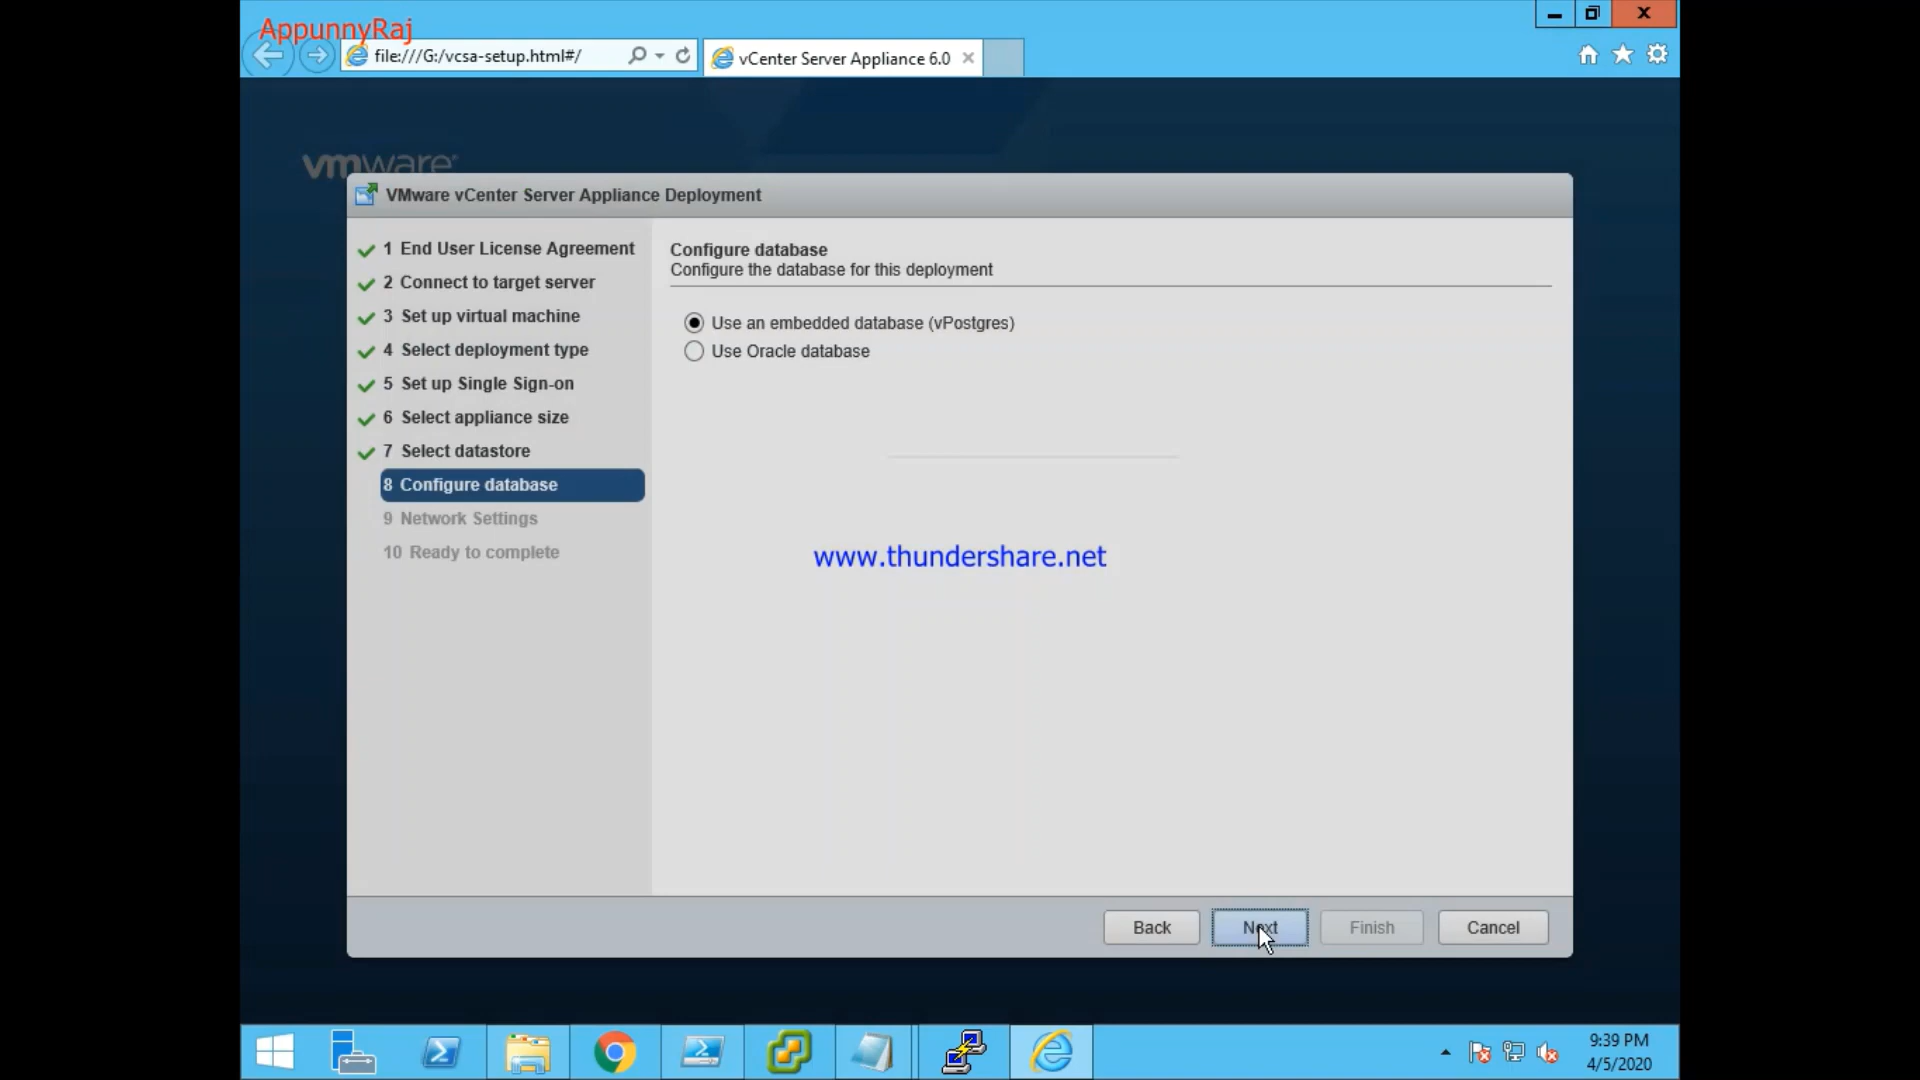 AppunnyRaj
file:///G:/vcsa-setup.html#/
vCenter Server Appliance 6.0
vmware
VMware vCenter Server Appliance Deployment
1 End User License Agreement
2 Connect to target server
3 Set up virtual machine
4 Select deployment type
5 Set up Single Sign-on
6 Select appliance size
7 Select datastore
8 Configure database
9 Network Settings
10 Ready to complete
Configure database
Configure the database for this deployment
Use an embedded database (vPostgres)
Use Oracle database
www.thundershare.net
Back
Next
Finish
Cancel
9:39 PM
4/5/2020